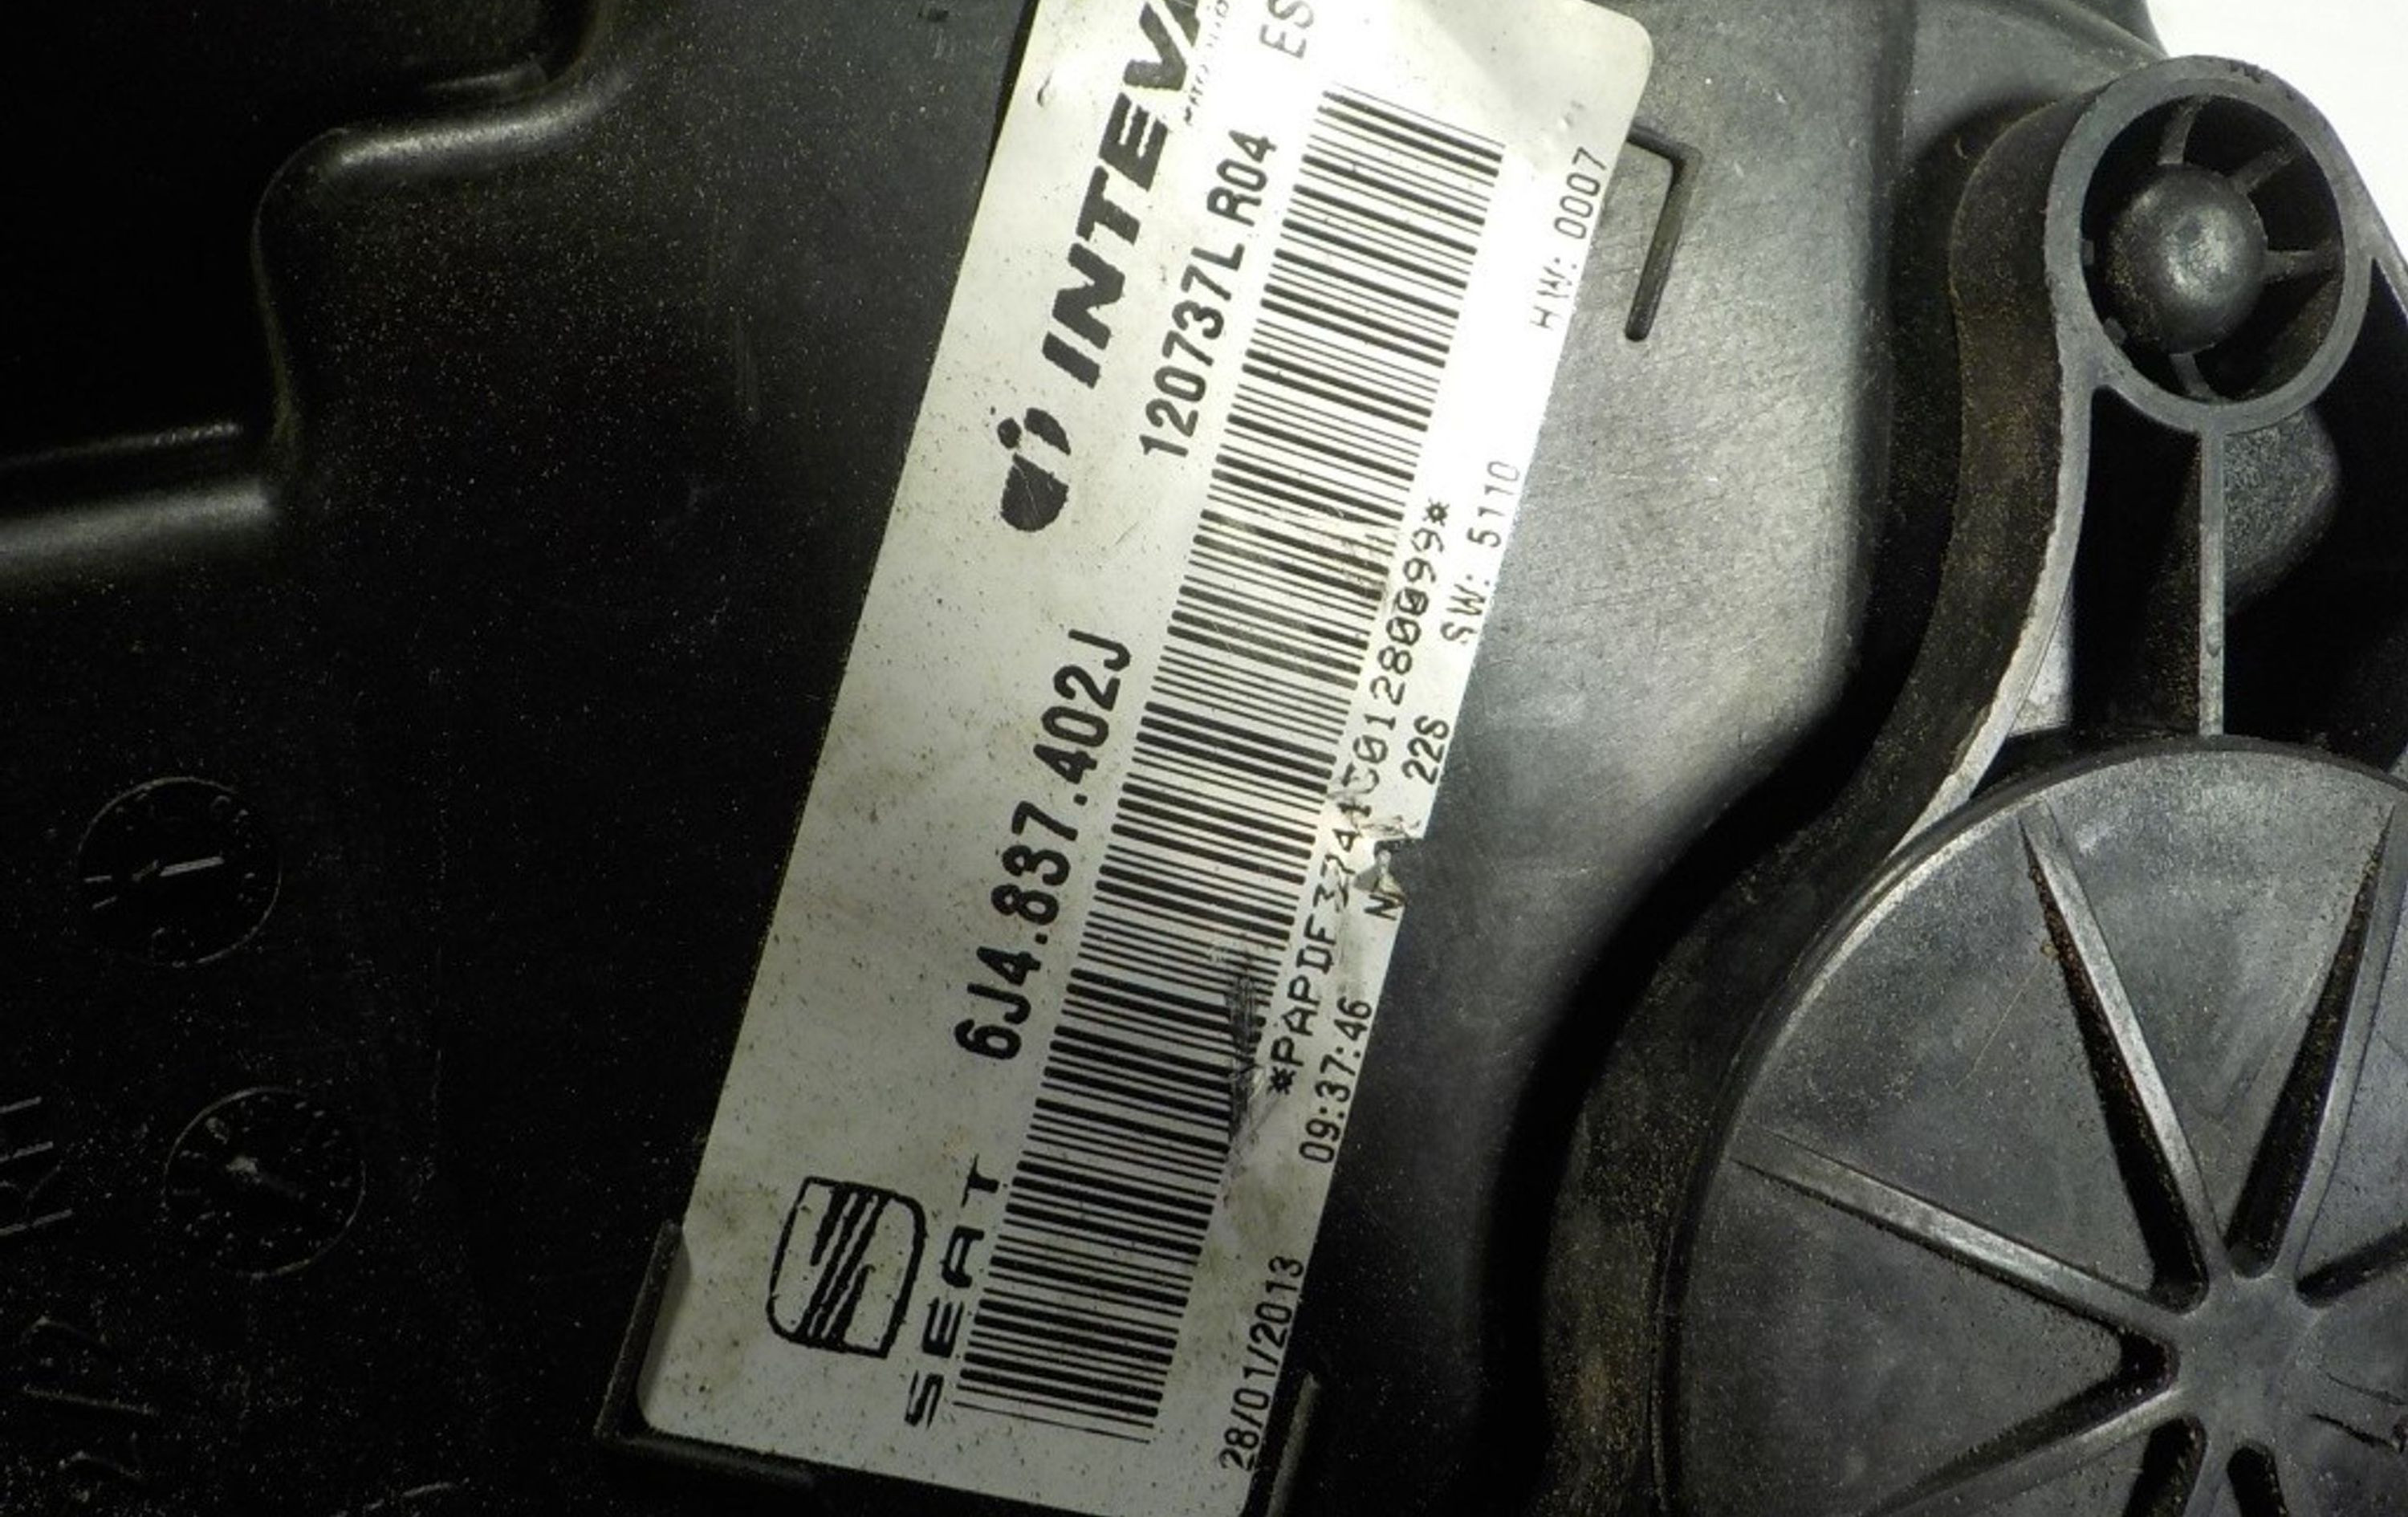 INTEVA
ES
SEAT 6J4.837.402J 120737L R04
28/01/2013 09:37:46 22S SW: 5110 HW: 0007